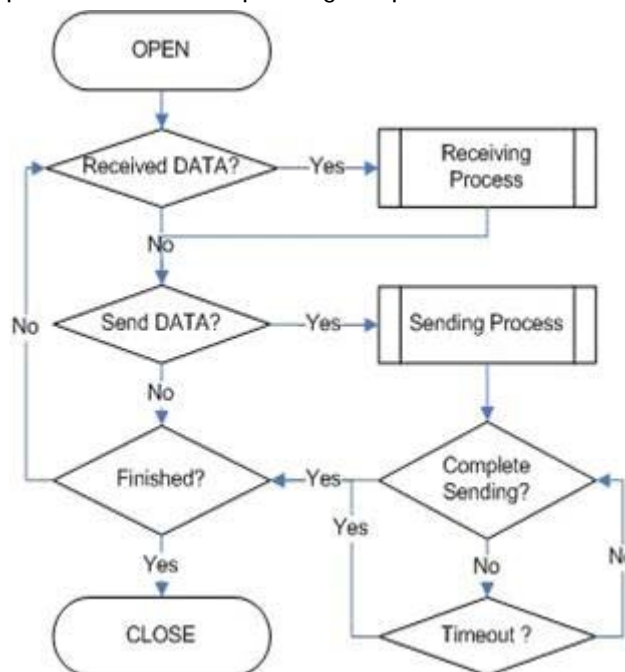 OPEN
Received DATA?
Yes
Receiving
Process
No
Send DATA?
Yes
Sending Process
No
No
Finished?
Yes
Complete
Sending?
Yes
No
Yes
CLOSE
Timeout ?